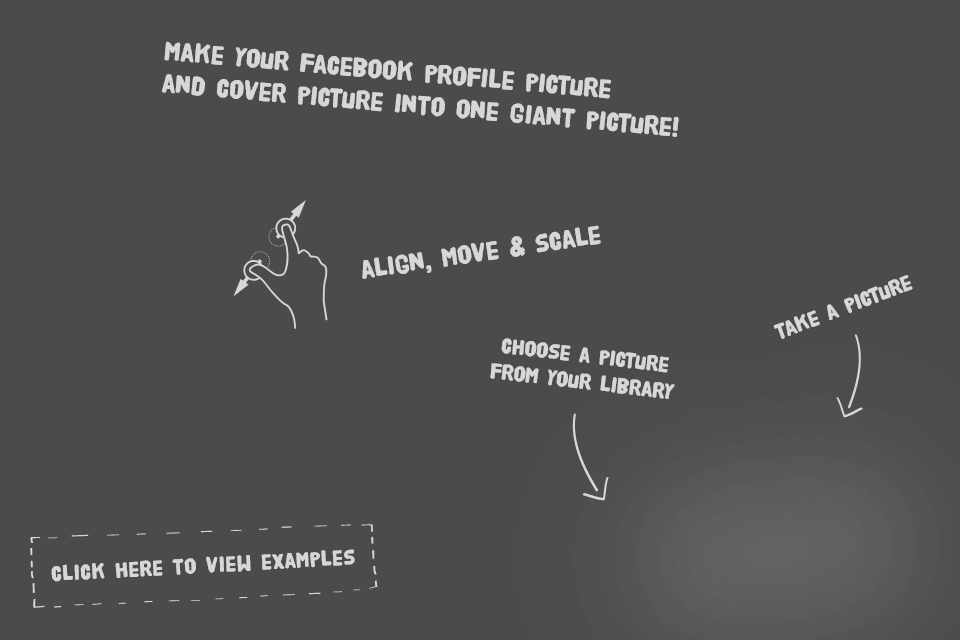 MAKE YOUR FACEBOOK PROFILE PICTURE
AND COVER PICTURE INTO ONE GIANT PICTURE!
ALIGN, MOVE & SCALE
TAKE A PICTURE
CHOOSE A PICTURE
FROM YOUR LIBRARY
CLICK HERE TO VIEW EXAMPLES